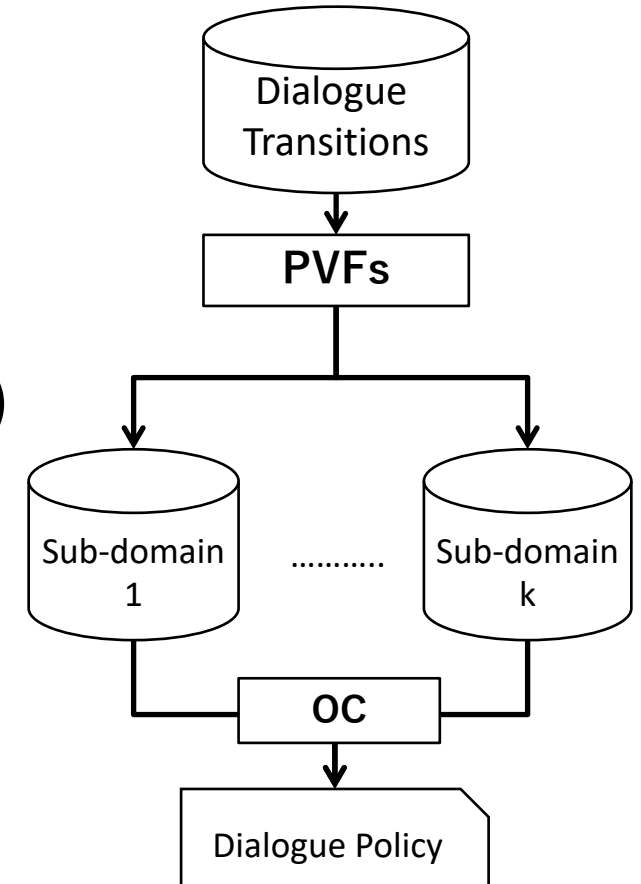 Dialogue
Transitions
PVFs
Sub-domain
1
...........
Sub-domain
k
OC
Dialogue Policy